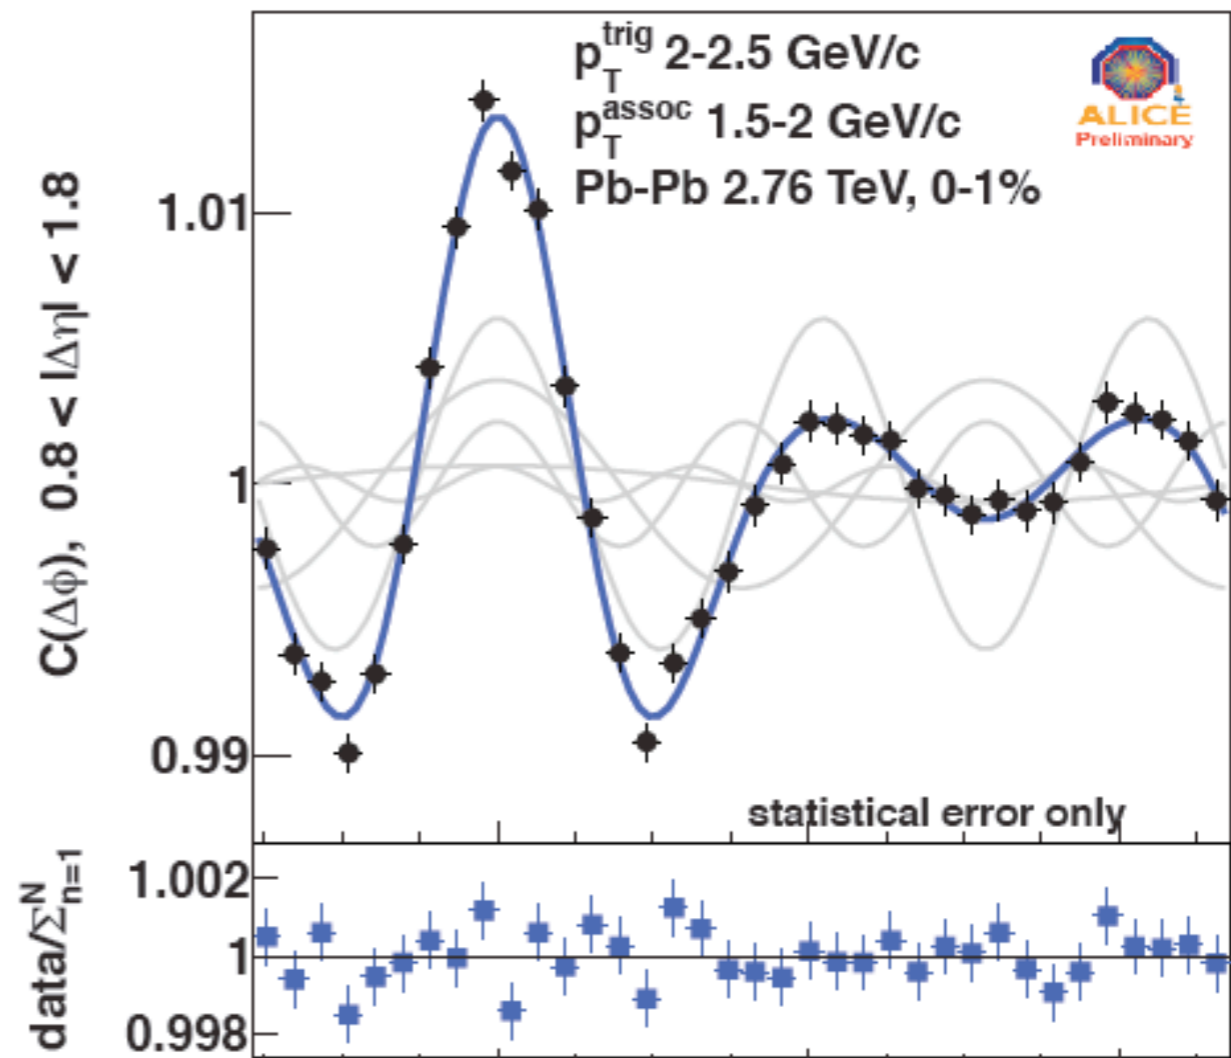 p_T^trig 2-2.5 GeV/c
p_T^assoc 1.5-2 GeV/c
Pb-Pb 2.76 TeV, 0-1%
ALICE
Preliminary
C(Δϕ), 0.8 < |Δη| < 1.8
1.01
1
0.99
statistical error only
data/Σ^N_n=1
1.002
1
0.998